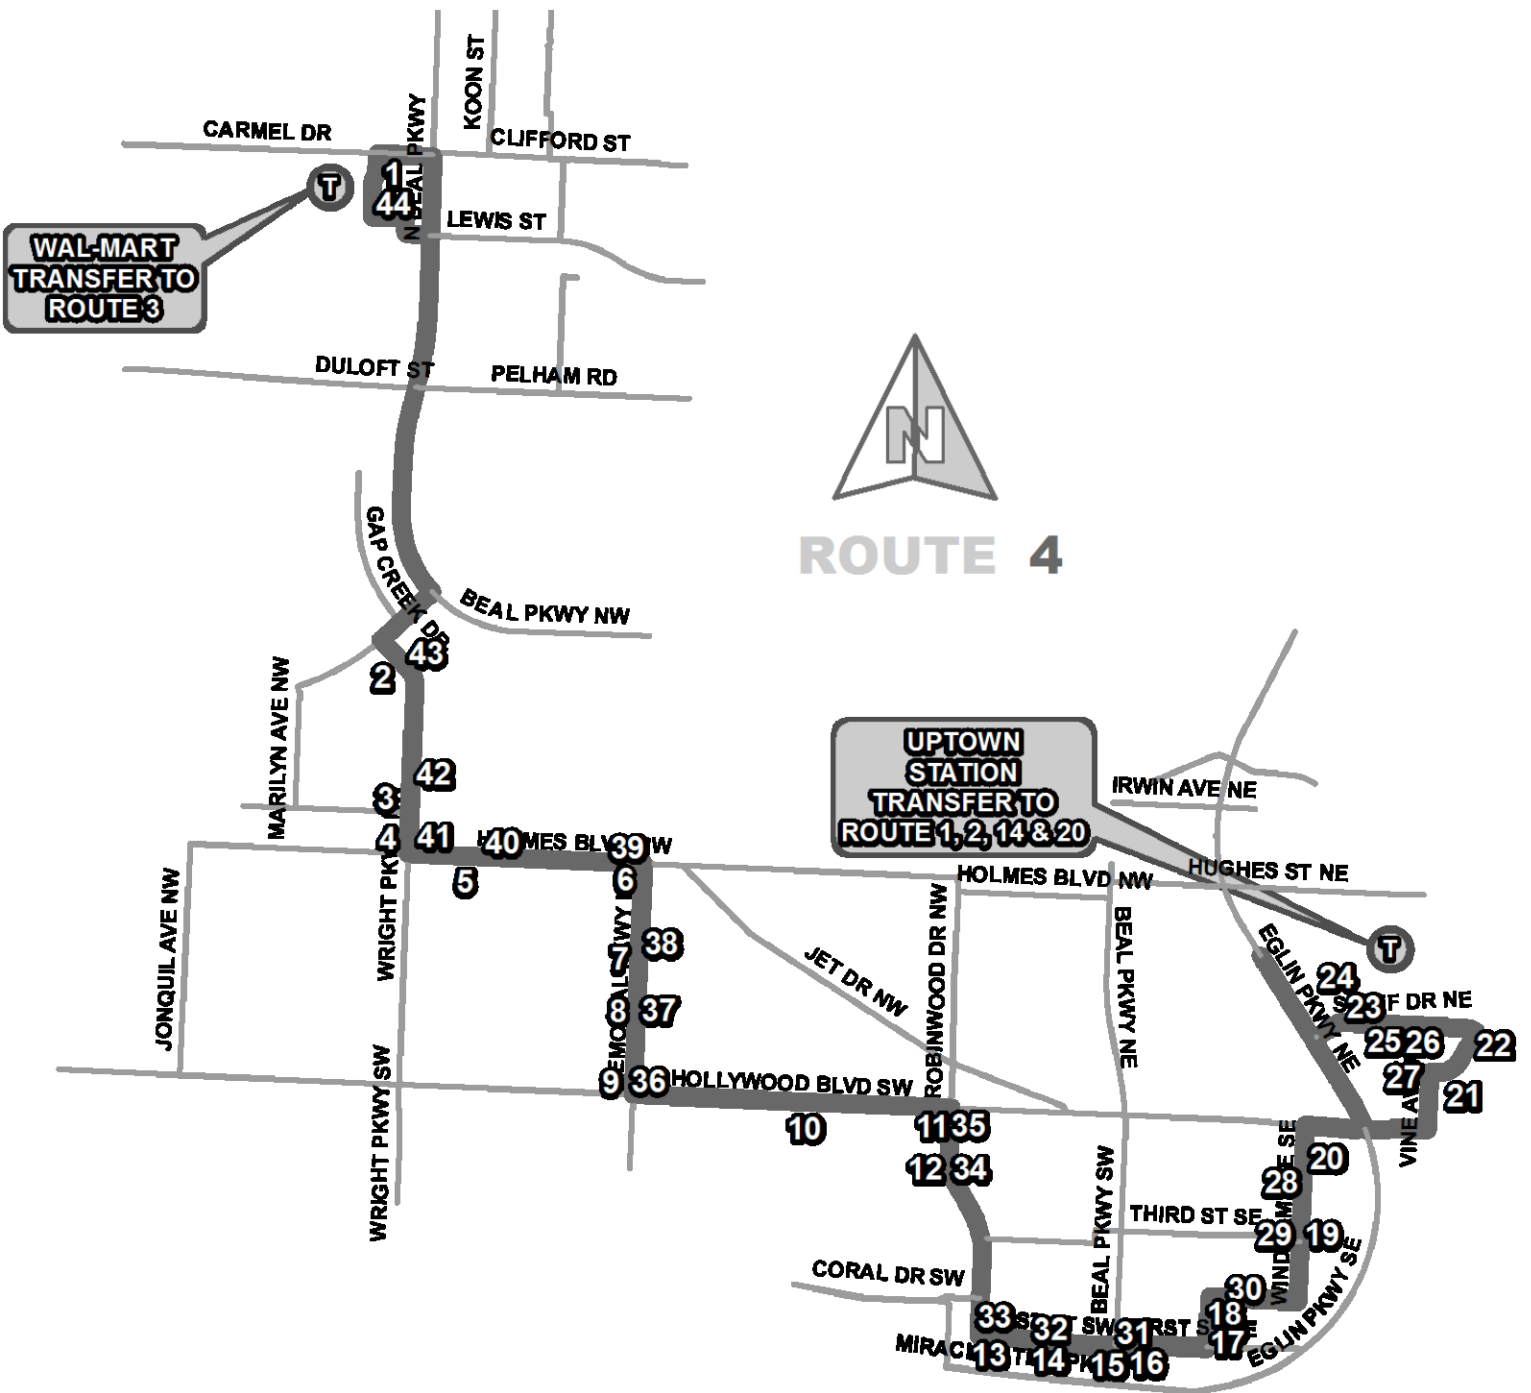 KOON ST
CARMEL DR
CLIFFORD ST
N BEAL PKWY
1
T
44
LEWIS ST
WAL-MART
TRANSFER TO
ROUTE 3
DULOFT ST
PELHAM RD
N
ROUTE 4
GAP CREEK DR
BEAL PKWY NW
43
2
MARILYN AVE NW
UPTOWN
STATION
TRANSFER TO
ROUTE 1, 2, 14 & 20
42
3
IRWIN AVE NE
4
41
40
39
5
6
HOLMES BLVD NW
HUGHES ST NE
JONQUIL AVE NW
ROBINWOOD DR NW
BEAL PKWY NE
EGLIN PKWY NE
T
38
7
JET DR NW
24
23
DR NE
8
37
25
26
22
27
21
WRIGHT PKWY SW
9
36
HOLLYWOOD BLVD SW
10
11
35
VINE
20
12
34
28
BEAL PKWY SW
THIRD ST SE
29
19
CORAL DR SW
EGLIN PKWY SE
30
18
33
32
31
17
13
14
15
16